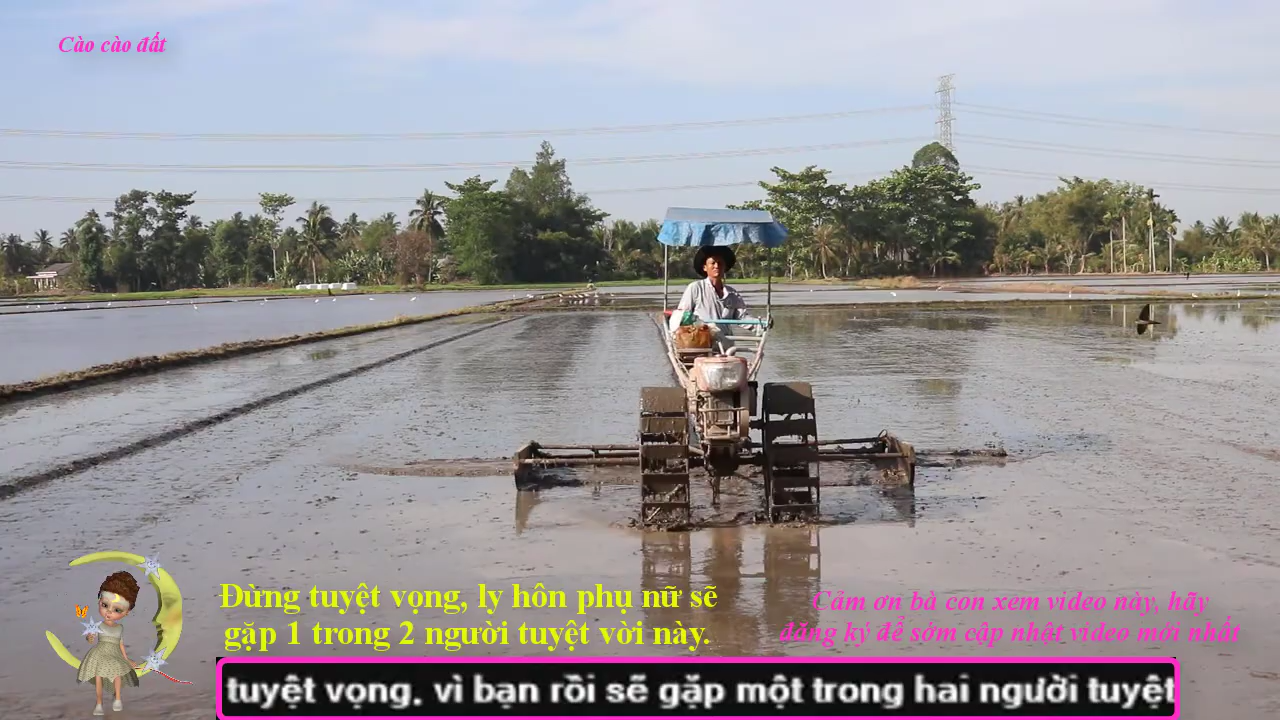 Cào cào đất
Đừng tuyệt vọng, ly hôn phụ nữ sẽ
gặp 1 trong 2 người tuyệt vời này.
Cảm ơn bà con xem video này, hãy
đăng ký để sớm cập nhật video mới nhất
tuyệt vọng. vì bạn rồi sẽ gặp một trong hai người tuyệt